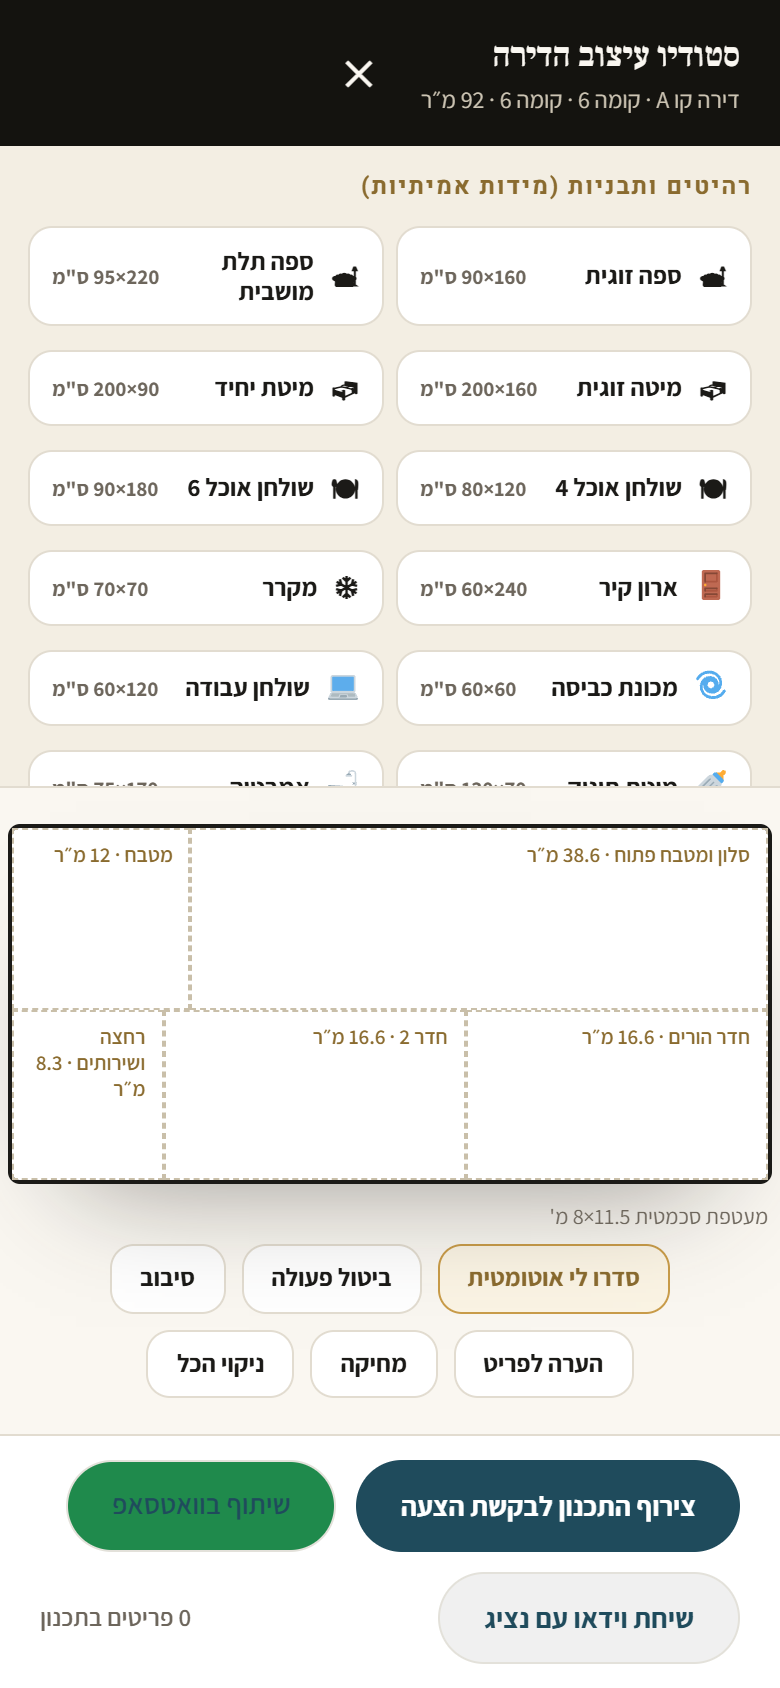 סטודיו עיצוב הדירה
דירה קו A · קומה 6 · קומה 6 · 92 מ״ר
רהיטים ותבניות (מידות אמיתיות)
ספה זוגית 160×90 ס"מ
ספה תלת מושבית 220×95 ס"מ
מיטה זוגית 160×200 ס"מ
מיטת יחיד 90×200 ס"מ
שולחן אוכל 4 120×80 ס"מ
שולחן אוכל 6 180×90 ס"מ
ארון קיר 240×60 ס"מ
מקרר 70×70 ס"מ
מכונת כביסה 60×60 ס"מ
שולחן עבודה 120×60 ס"מ
סלון ומטבח פתוח · 38.6 מ״ר
מטבח · 12 מ״ר
חדר הורים · 16.6 מ״ר
חדר 2 · 16.6 מ״ר
רחצה
ושירותים · 8.3
מ״ר
מעטפת סכמטית 11.5×8 מ'
סדרו לי אוטומטית
ביטול פעולה
סיבוב
הערה לפריט
מחיקה
ניקוי הכל
צירוף התכנון לבקשת הצעה
שיתוף בוואטסאפ
שיחת וידאו עם נציג
0 פריטים בתכנון